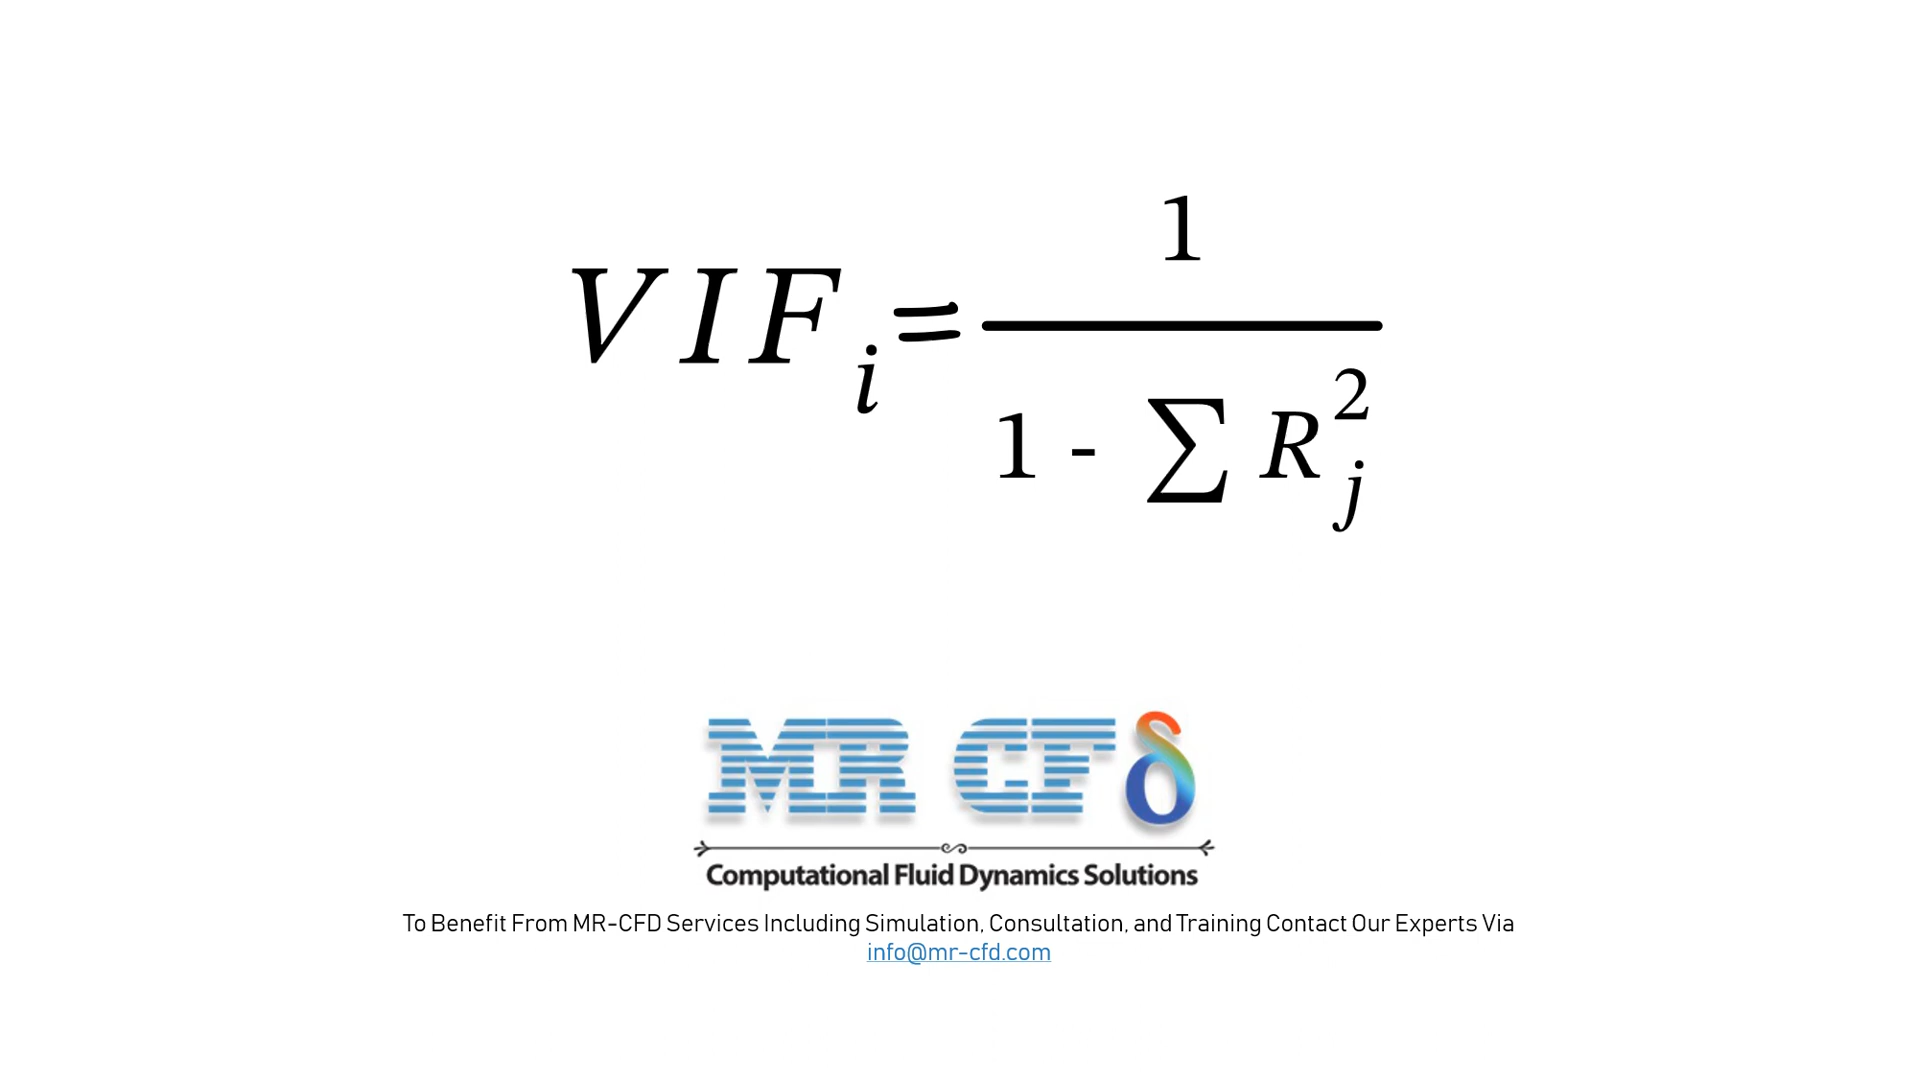 VIF_i = 1 / (1 - ∑ R_j^2)
MR CFδ
Computational Fluid Dynamics Solutions
To Benefit From MR-CFD Services Including Simulation, Consultation, and Training Contact Our Experts Via
info@mr-cfd.com